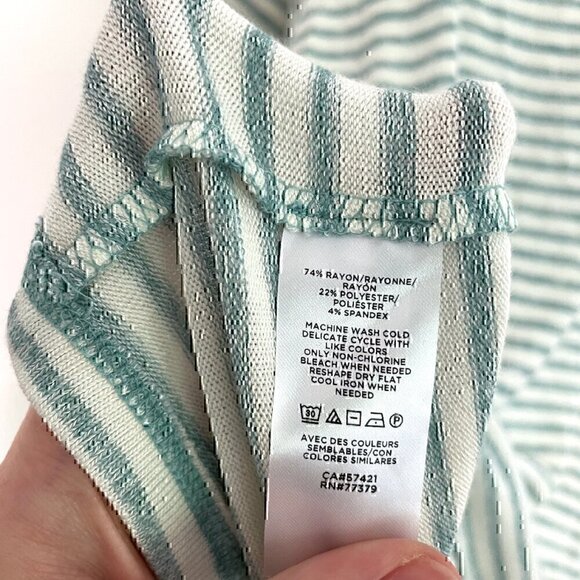 74% RAYON/RAYONNE/
RAYÓN
22% POLYESTER/
POLIÉSTER
4% SPANDEX
MACHINE WASH COLD
DELICATE CYCLE WITH
LIKE COLORS
ONLY NON-CHLORINE
BLEACH WHEN NEEDED
RESHAPE DRY FLAT
COOL IRON WHEN
NEEDED
30 P
AVEC DES COULEURS
SEMBLABLES/CON
COLORES SIMILARES
CA#57421
RN#77379